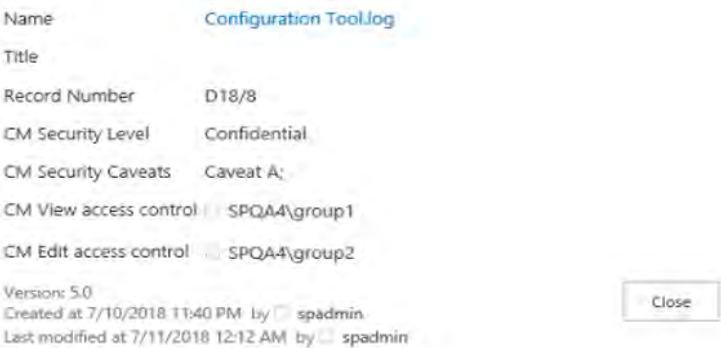 Name Configuration Tool.log
Title
Record Number D18/8
CM Security Level Confidential
CM Security Caveats Caveat A;
CM View access control SPQA4\group1
CM Edit access control SPQA4\group2
Version: 5.0
Created at 7/10/2018 11:40 PM by spadmin
Last modified at 7/11/2018 12:12 AM by spadmin
Close